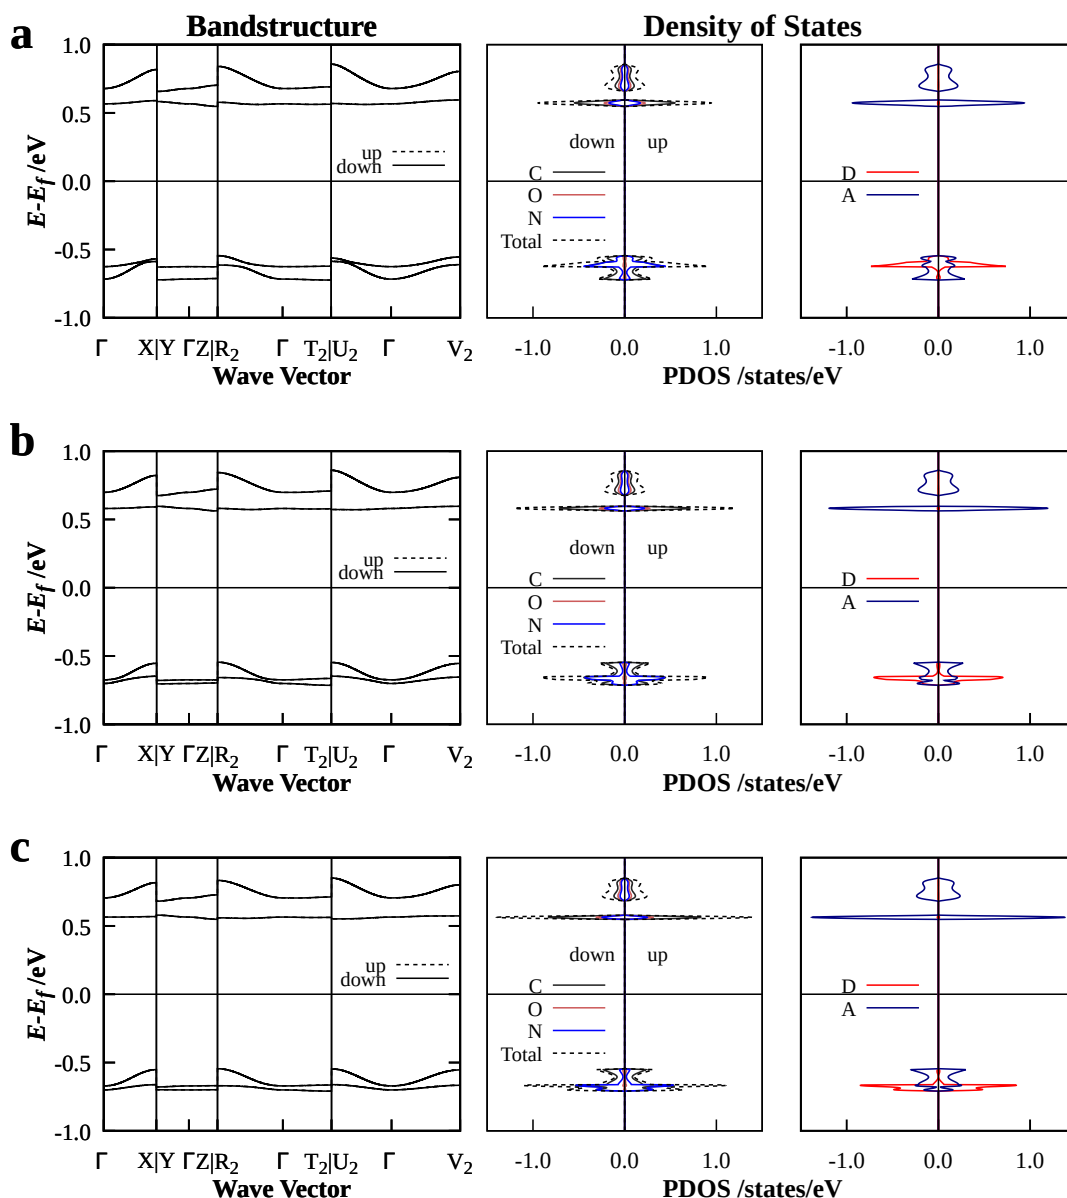 Bandstructure Density of States
a
1.0
0.5
0.0
-0.5
-1.0
E-Ef /eV
up
down
Γ X|Y ΓZ|R2 Γ T2|U2 Γ V2
Wave Vector
down up
C
O
N
Total
-1.0 0.0 1.0
D
A
-1.0 0.0 1.0
PDOS /states/eV
b
1.0
0.5
0.0
-0.5
-1.0
E-Ef /eV
up
down
Γ X|Y ΓZ|R2 Γ T2|U2 Γ V2
Wave Vector
down up
C
O
N
Total
-1.0 0.0 1.0
D
A
-1.0 0.0 1.0
PDOS /states/eV
c
1.0
0.5
0.0
-0.5
-1.0
E-Ef /eV
up
down
Γ X|Y ΓZ|R2 Γ T2|U2 Γ V2
Wave Vector
down up
C
O
N
Total
-1.0 0.0 1.0
D
A
-1.0 0.0 1.0
PDOS /states/eV